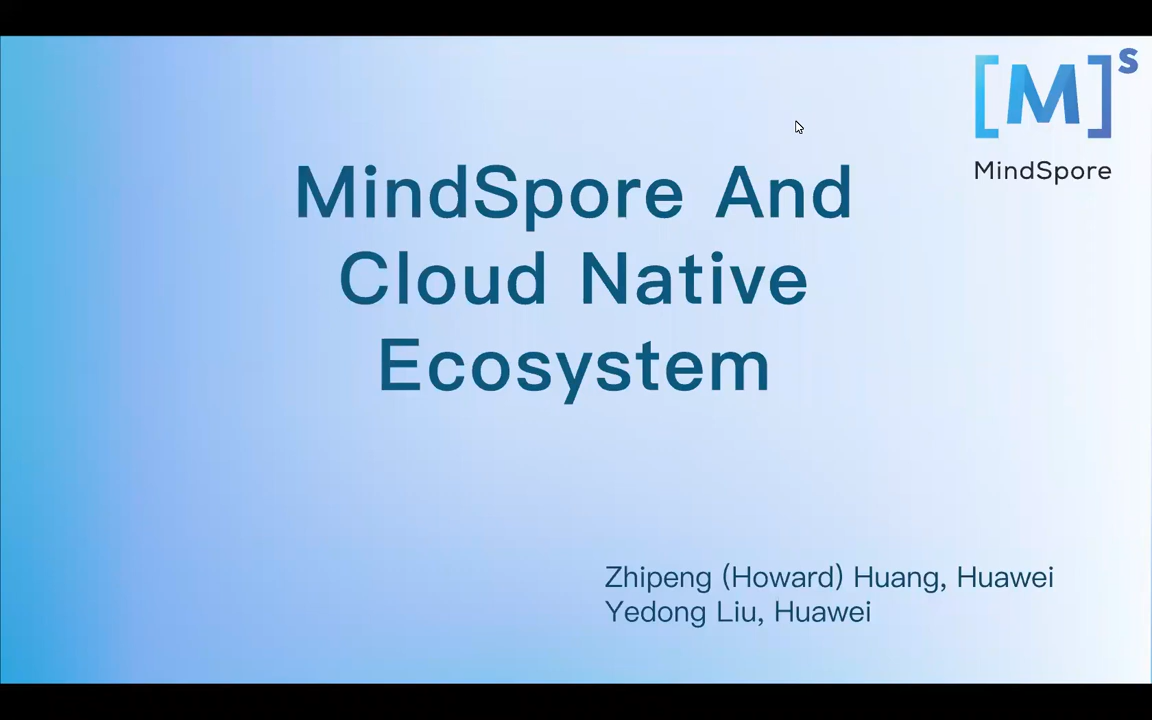 [M]S
MindSpore
MindSpore And
Cloud Native
Ecosystem
Zhipeng (Howard) Huang, Huawei
Yedong Liu, Huawei